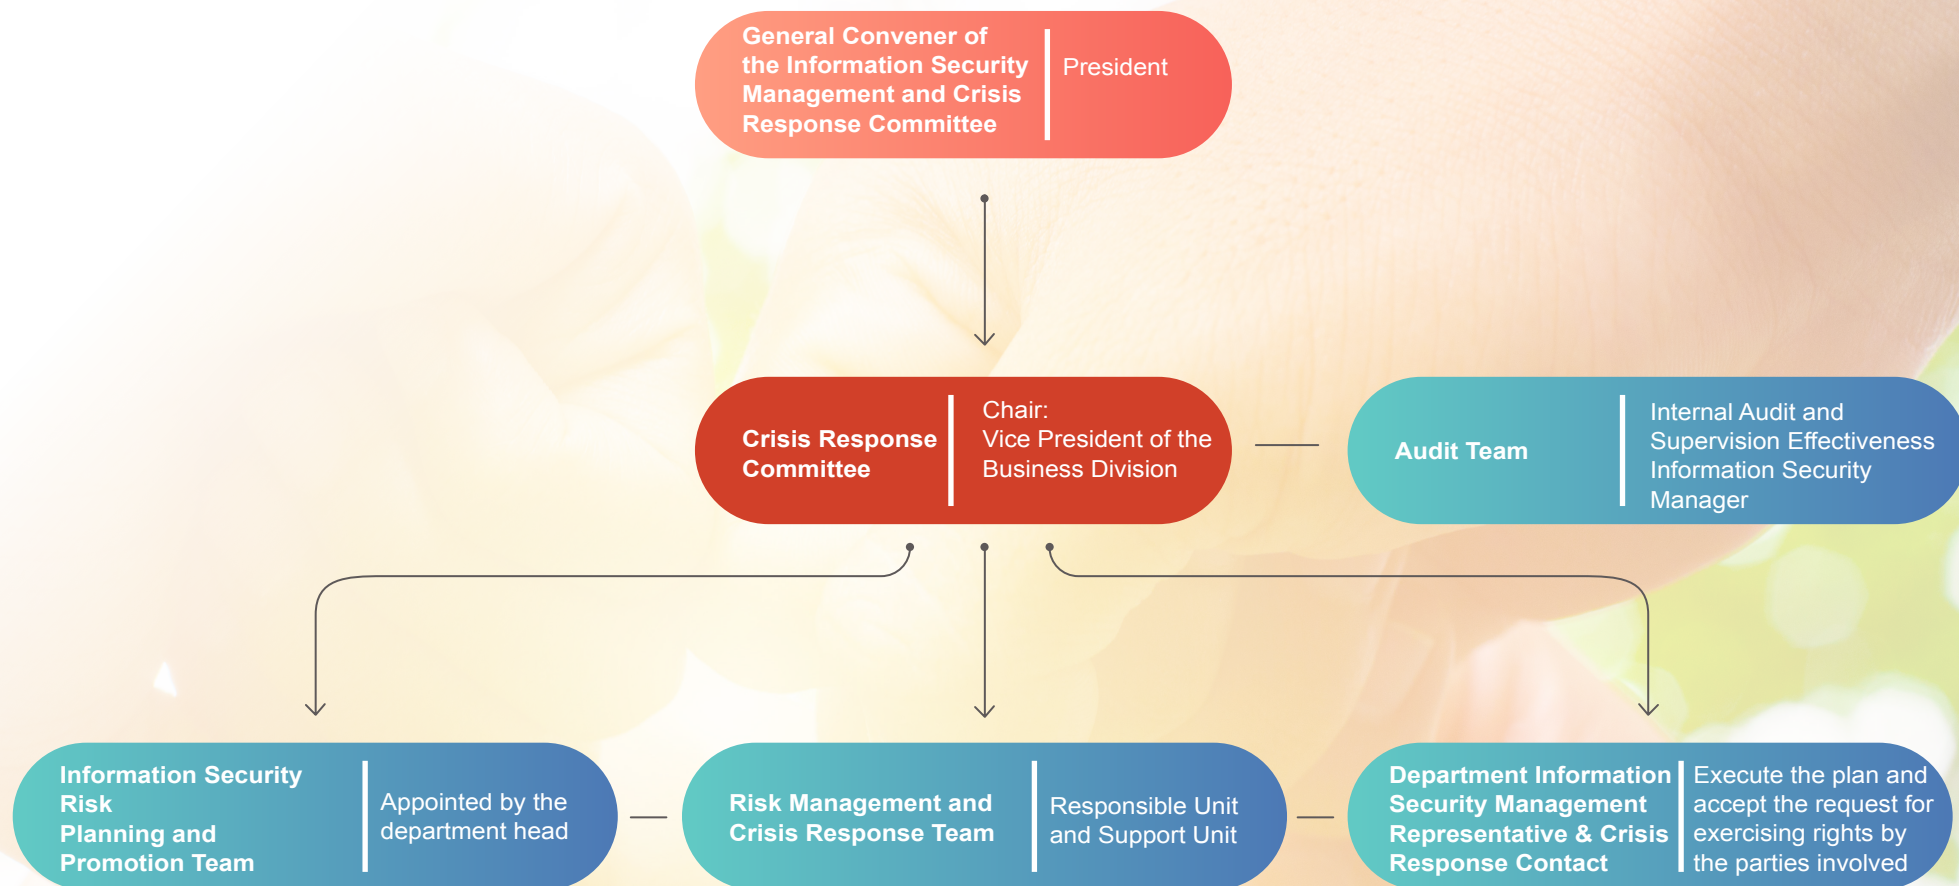 General Convener of
the Information Security
Management and Crisis
Response Committee
President
Crisis Response
Committee
Chair:
Vice President of the
Business Division
Audit Team
Internal Audit and
Supervision Effectiveness
Information Security
Manager
Information Security
Risk
Planning and
Promotion Team
Appointed by the
department head
Risk Management and
Crisis Response Team
Responsible Unit
and Support Unit
Department Information
Security Management
Representative & Crisis
Response Contact
Execute the plan and
accept the request for
exercising rights by
the parties involved